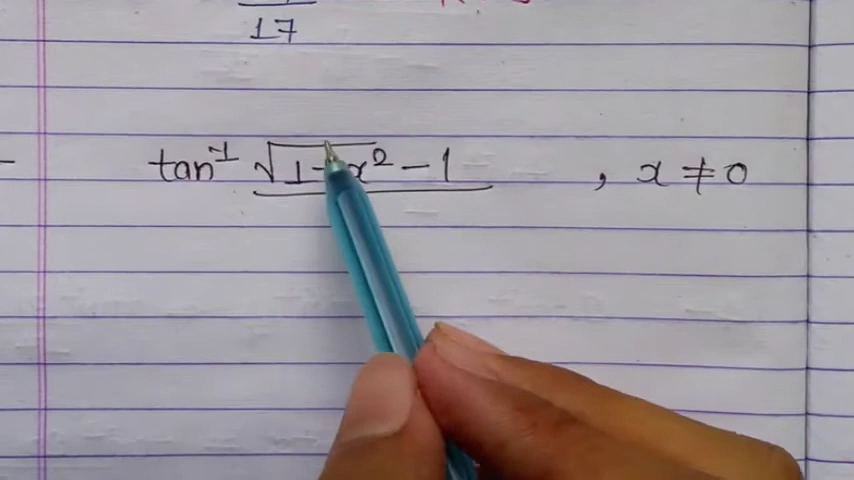 17
tan⁻¹ √1-x² - 1 , x ≠ 0